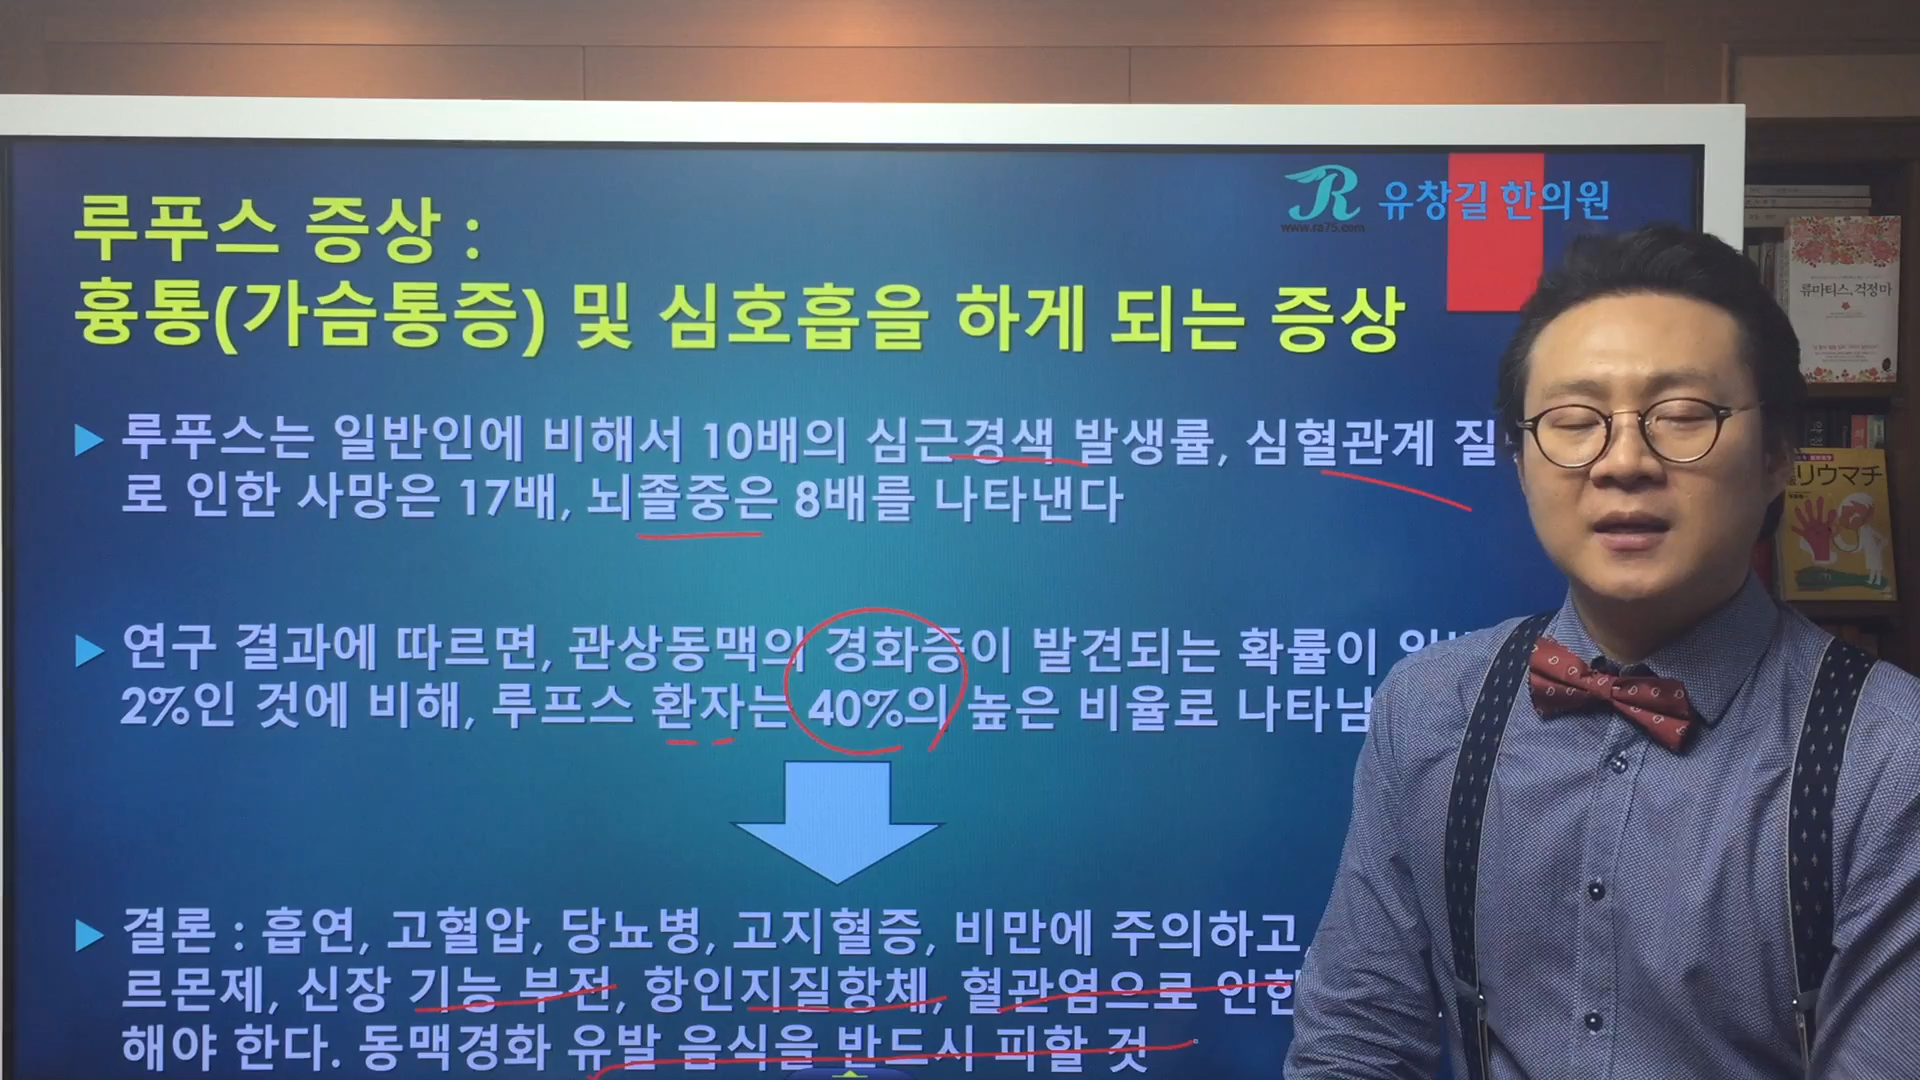 유창길 한의원
www.ra75.com
루푸스 증상 :
흉통(가슴통증) 및 심호흡을 하게 되는 증상
루푸스는 일반인에 비해서 10배의 심근경색 발생률, 심혈관계 질
로 인한 사망은 17배, 뇌졸중은 8배를 나타낸다
연구 결과에 따르면, 관상동맥의 경화증이 발견되는 확률이
2%인 것에 비해, 루프스 환자는 40%의 높은 비율로 나타남
결론 : 흡연, 고혈압, 당뇨병, 고지혈증, 비만에 주의하고,
르몬제, 신장 기능 부전, 항인지질항체, 혈관염으로 인한
해야 한다. 동맥경화 유발 음식을 반드시 피할 것
류마티스, 걱정마
リウマチ